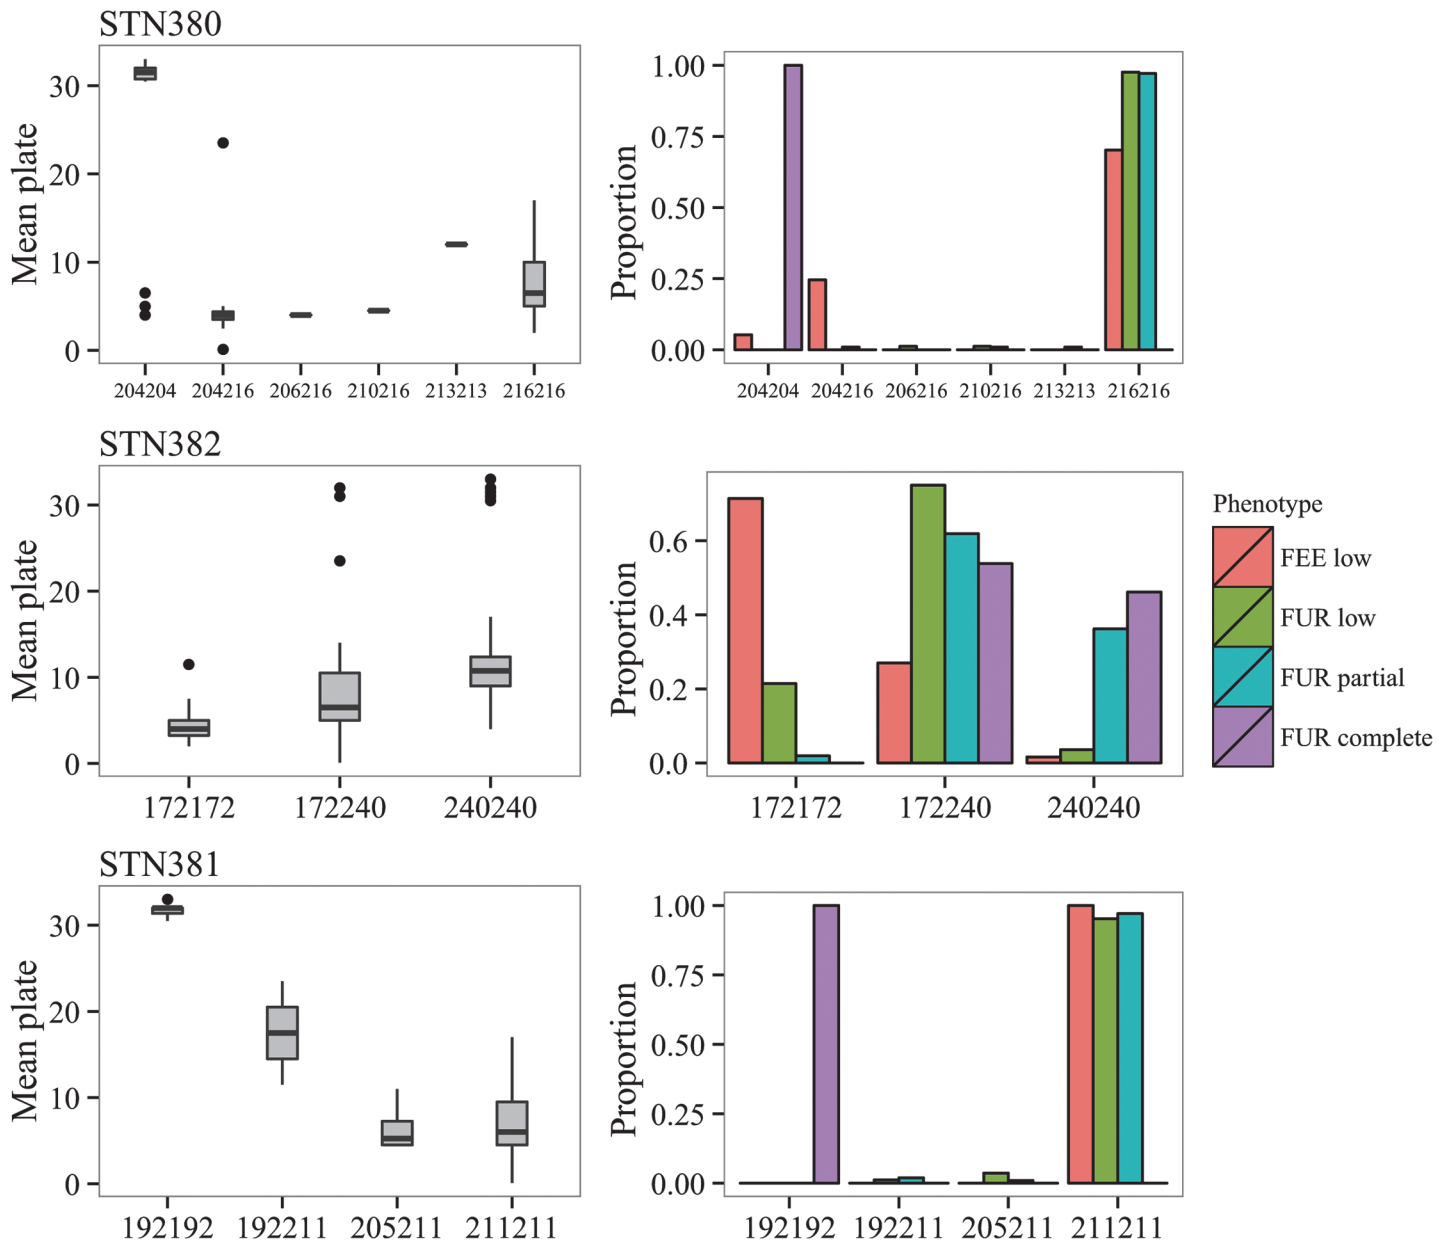 STN380
Mean plate
30
20
10
0
204204 204216 206216 210216 213213 216216
Proportion
1.00
0.75
0.50
0.25
0.00
204204 204216 206216 210216 213213 216216
STN382
Mean plate
30
20
10
0
172172 172240 240240
Proportion
0.6
0.4
0.2
0.0
172172 172240 240240
Phenotype
FEE low
FUR low
FUR partial
FUR complete
STN381
Mean plate
30
20
10
0
192192 192211 205211 211211
Proportion
1.00
0.75
0.50
0.25
0.00
192192 192211 205211 211211